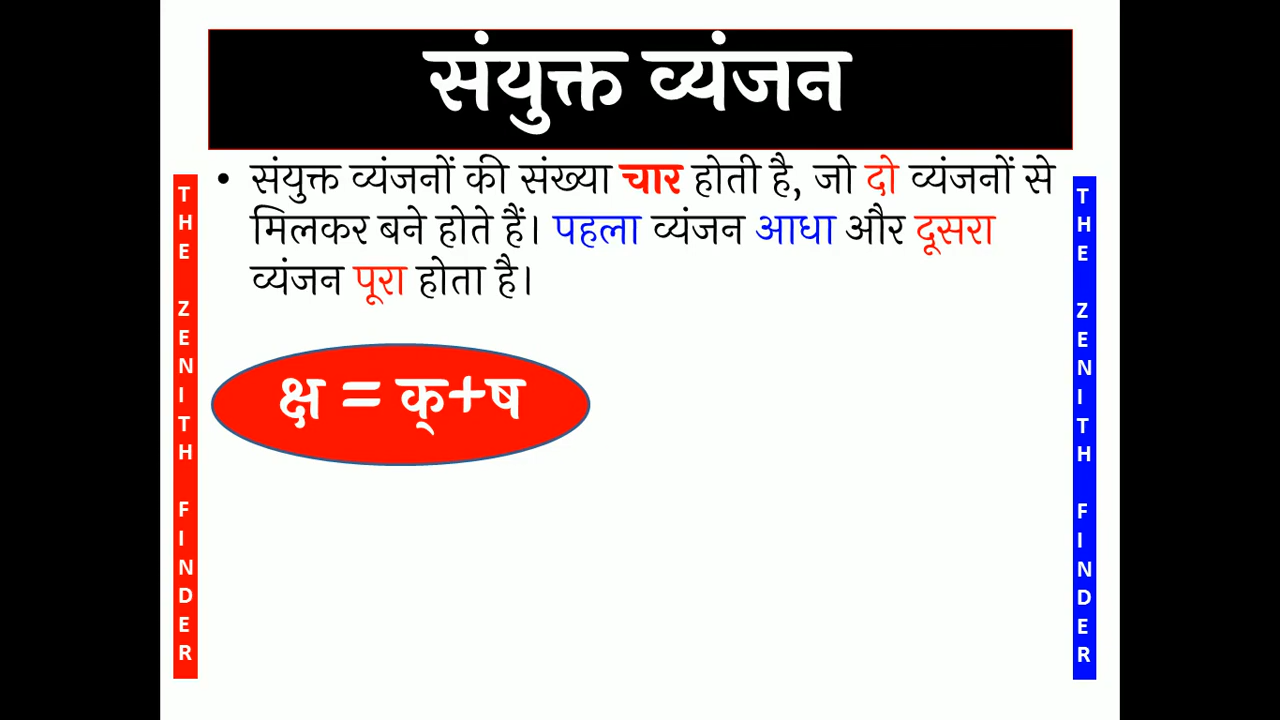 संयुक्त व्यंजन
• संयुक्त व्यंजनों की संख्या चार होती है, जो दो व्यंजनों से
मिलकर बने होते हैं। पहला व्यंजन आधा और दूसरा
व्यंजन पूरा होता है।
क्ष = क्+ष
THE ZENITH FINDER
THE ZENITH FINDER